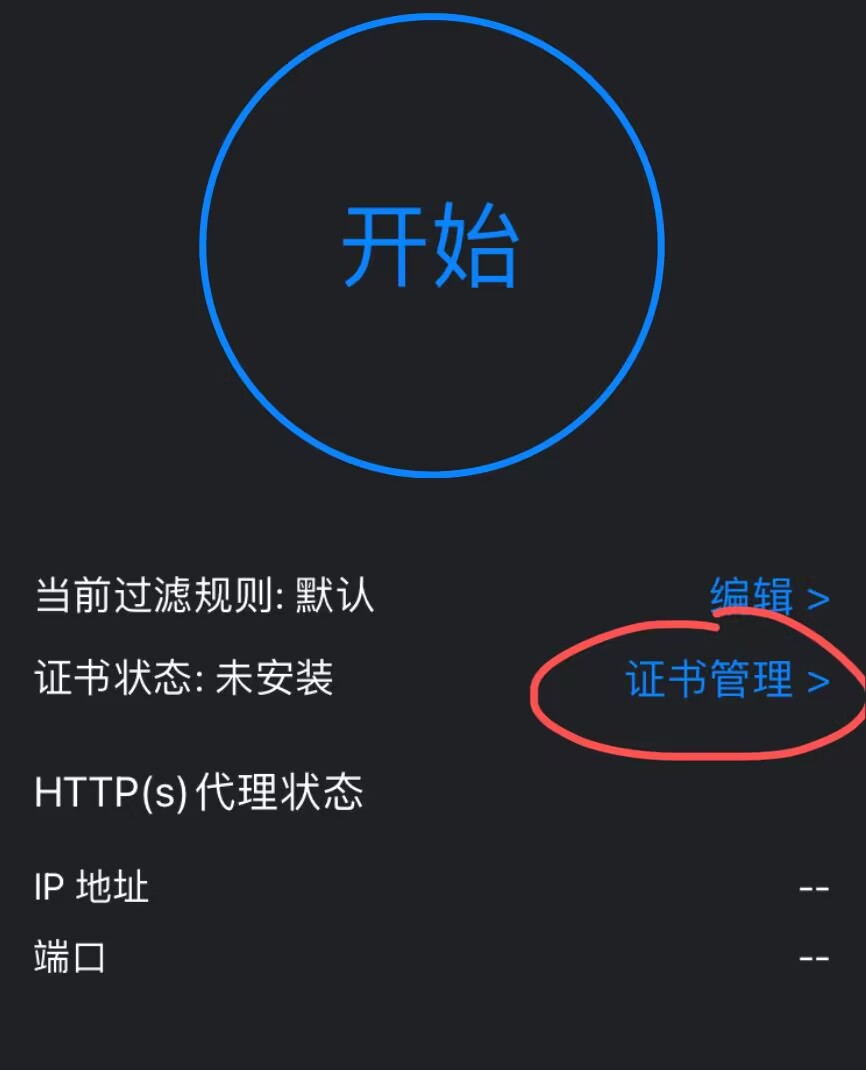 开始
当前过滤规则: 默认 编辑 >
证书状态: 未安装 证书管理 >
HTTP(s)代理状态
IP 地址 --
端口 --